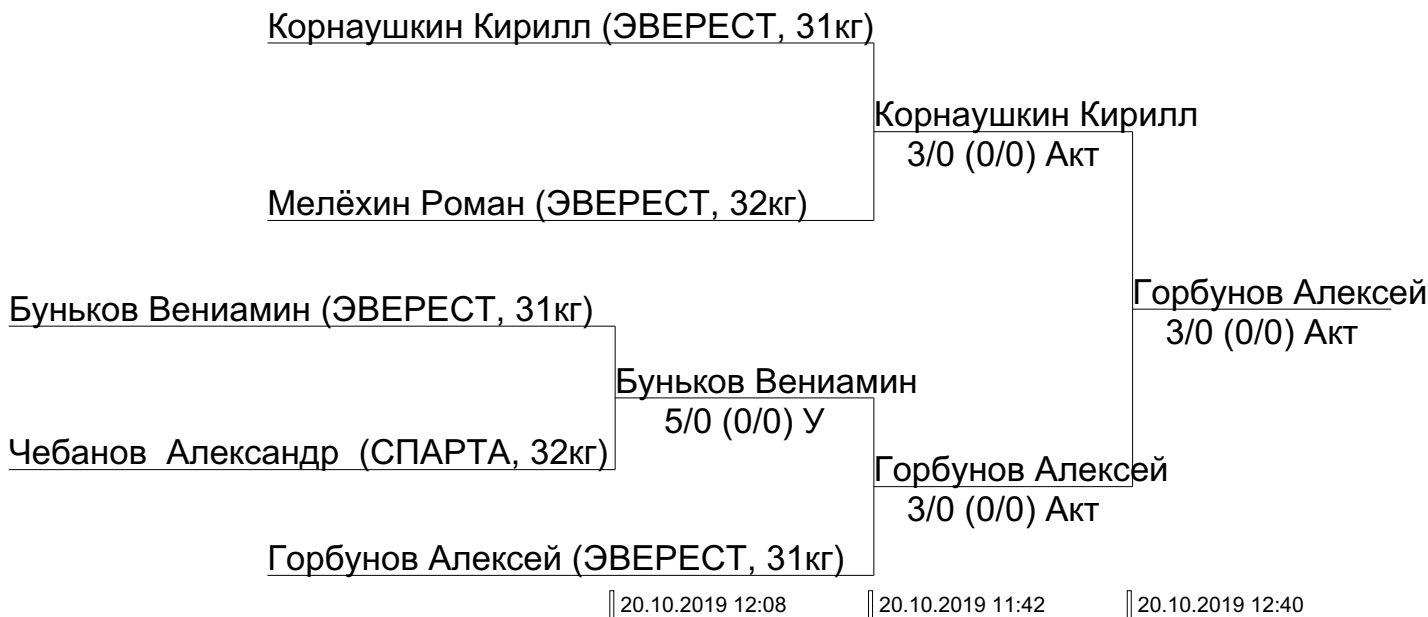 Корнаушкин Кирилл (ЭВЕРЕСТ, 31кг)
Корнаушкин Кирилл
3/0 (0/0) Акт
Мелёхин Роман (ЭВЕРЕСТ, 32кг)
Буньков Вениамин (ЭВЕРЕСТ, 31кг)
Горбунов Алексей
3/0 (0/0) Акт
Буньков Вениамин
5/0 (0/0) У
Чебанов Александр (СПАРТА, 32кг)
Горбунов Алексей
3/0 (0/0) Акт
Горбунов Алексей (ЭВЕРЕСТ, 31кг)
20.10.2019 12:08 20.10.2019 11:42 20.10.2019 12:40